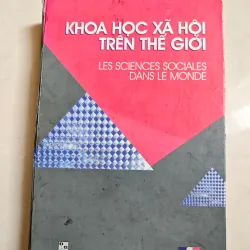 KHOA HỌC XÃ HỘI
TRÊN THẾ GIỚI
LES SCIENCES SOCIALES
DANS LE MONDE